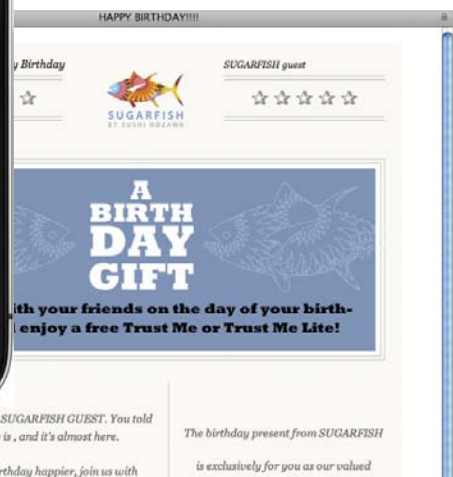 HAPPY BIRTHDAY!!!!
y Birthday
SUGARFISH guest
SUGARFISH
BY SUSHI NOZAWA
A
BIRTH
DAY
GIFT
ith your friends on the day of your birth-
enjoy a free Trust Me or Trust Me Lite!
SUGARFISH GUEST. You told
is , and it's almost here.
rthday happier, join us with
The birthday present from SUGARFISH
is exclusively for you as our valued